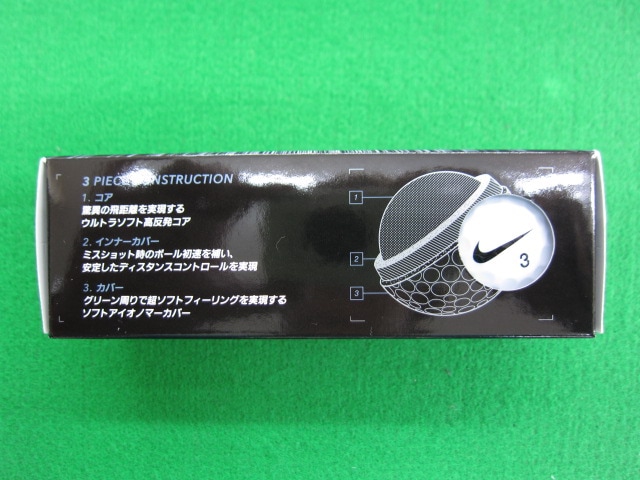 3 PIECE CONSTRUCTION
1. コア
驚異の飛距離を実現する
ウルトラソフト高反発コア
2. インナーカバー
ミスショット時のボール初速を補い、
安定したディスタンスコントロールを実現
3. カバー
グリーン周りで超ソフトフィーリングを実現する
ソフトアイオノマーカバー
1
2
3
3